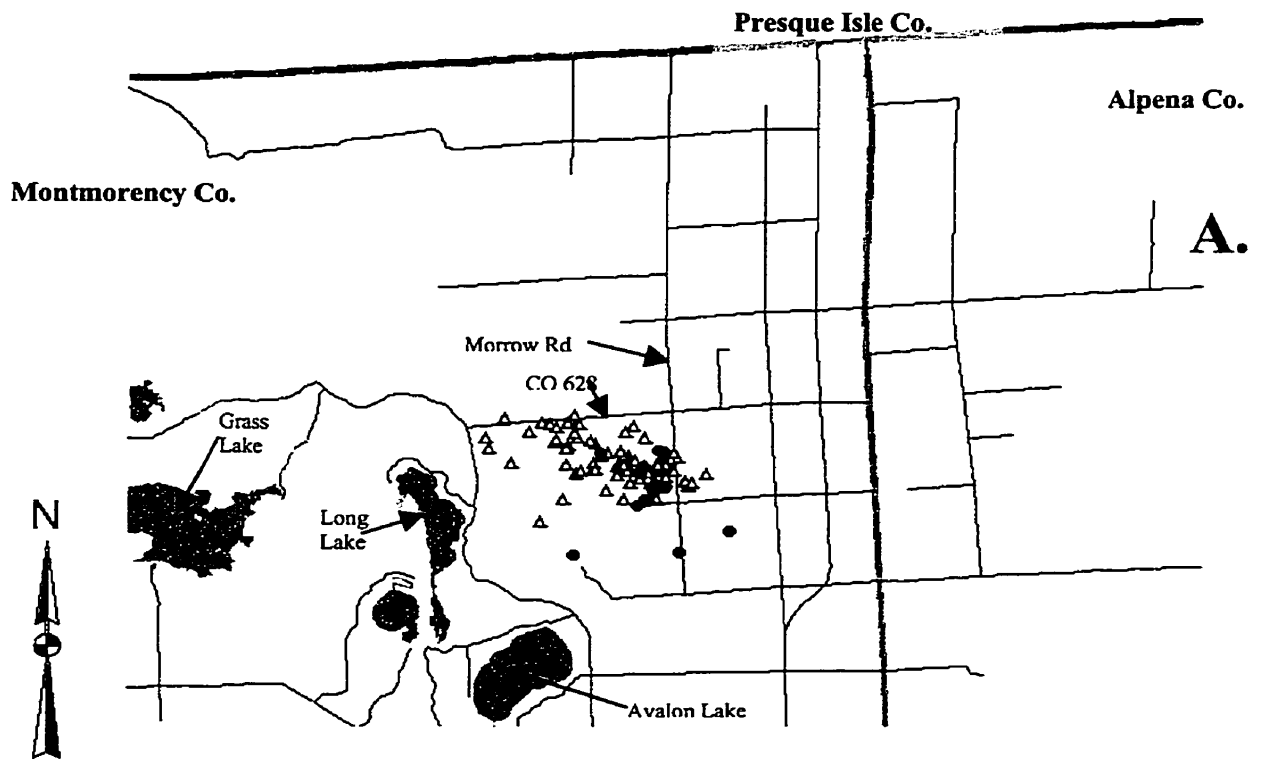 Presque Isle Co.
Alpena Co.
Montmorency Co.
A.
Morrow Rd
CO 628
Grass
Lake
N
Long
Lake
Avalon Lake